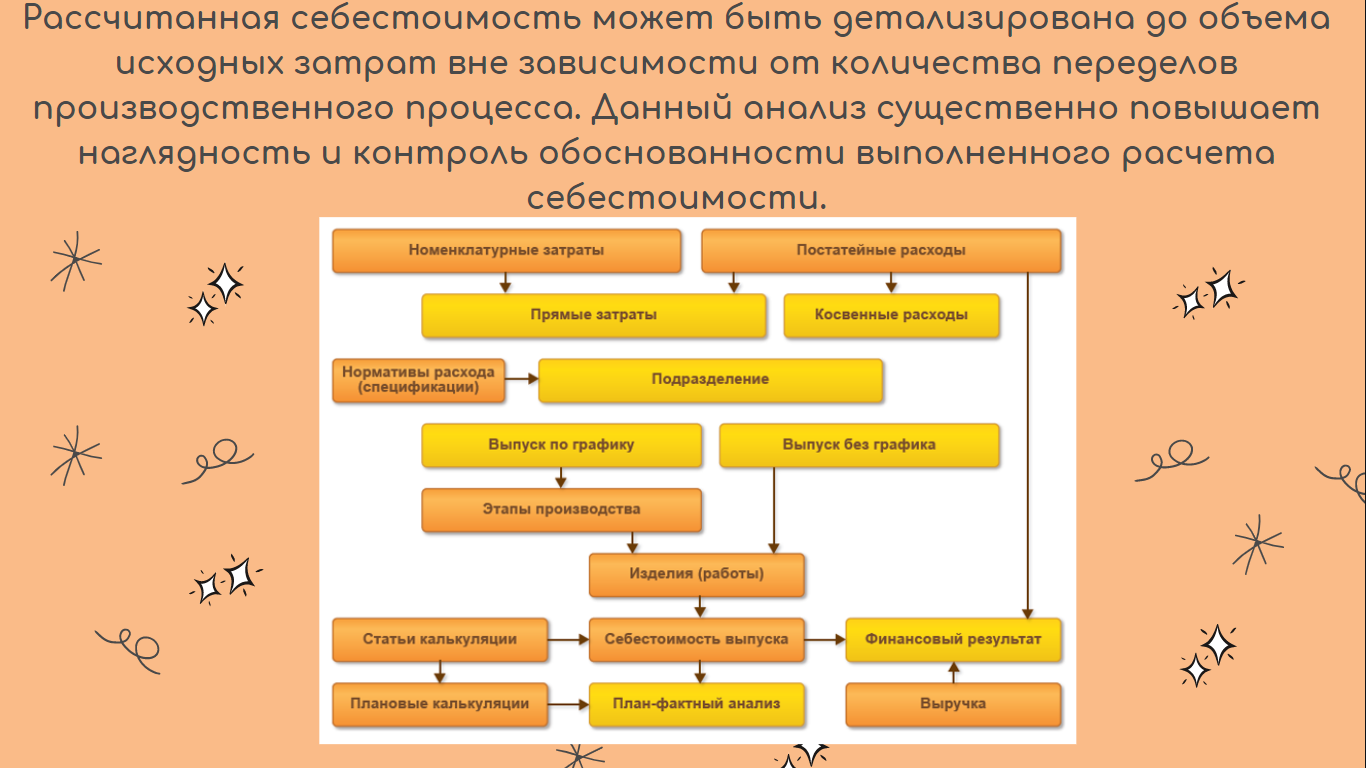 Рассчитанная себестоимость может быть детализирована до объема
исходных затрат вне зависимости от количества переделов
производственного процесса. Данный анализ существенно повышает
наглядность и контроль обоснованности выполненного расчета
себестоимости.
Номенклатурные затраты
Постатейные расходы
Прямые затраты
Косвенные расходы
Нормативы расхода
(спецификации)
Подразделение
Выпуск по графику
Выпуск без графика
Этапы производства
Изделия (работы)
Статьи калькуляции
Себестоимость выпуска
Финансовый результат
Плановые калькуляции
План-фактный анализ
Выручка